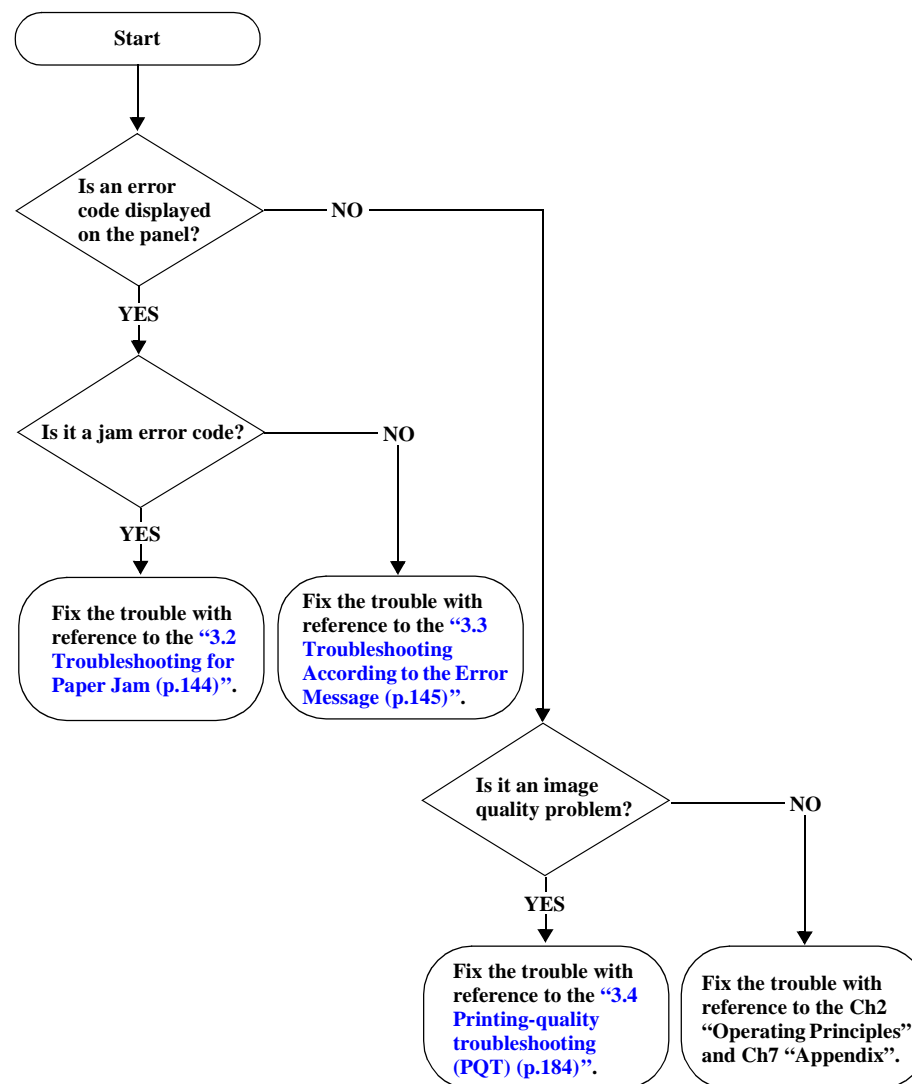 Start
Is an error
code displayed
on the panel?
NO
YES
Is it a jam error code?
NO
YES
Fix the trouble with
reference to the “3.2
Troubleshooting for
Paper Jam (p.144)”.
Fix the trouble with
reference to the “3.3
Troubleshooting
According to the Error
Message (p.145)”.
Is it an image
quality problem?
NO
YES
Fix the trouble with
reference to the “3.4
Printing-quality
troubleshooting
(PQT) (p.184)”.
Fix the trouble with
reference to the Ch2
“Operating Principles”
and Ch7 “Appendix”.